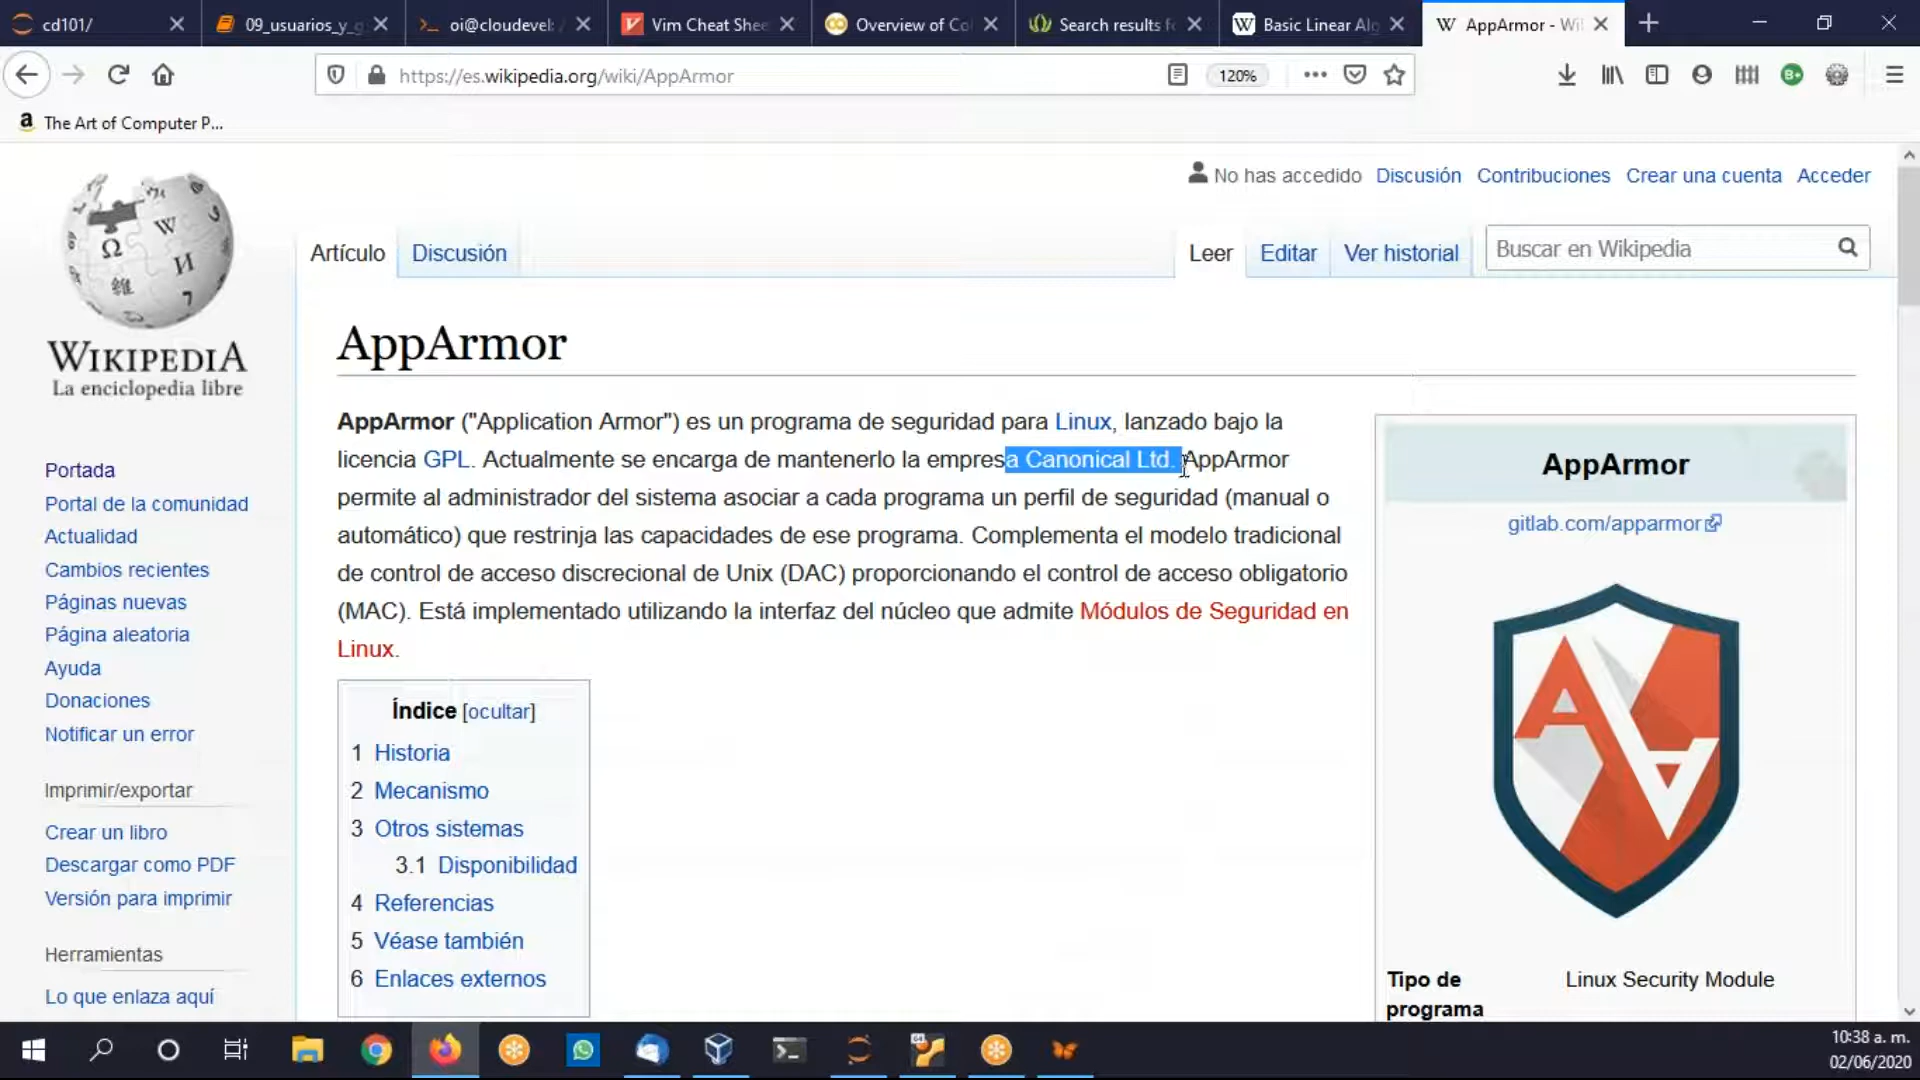 cd101/
09_usuarios_y_g
oi@cloudevel: /
Vim Cheat Shee
Overview of Co
Search results fo
Basic Linear Alg
AppArmor - Wi
https://es.wikipedia.org/wiki/AppArmor
120%
The Art of Computer P...
No has accedido
Discusión
Contribuciones
Crear una cuenta
Acceder
Artículo
Discusión
Leer
Editar
Ver historial
Buscar en Wikipedia
WIKIPEDIA
La enciclopedia libre
Portada
Portal de la comunidad
Actualidad
Cambios recientes
Páginas nuevas
Página aleatoria
Ayuda
Donaciones
Notificar un error
Imprimir/exportar
Crear un libro
Descargar como PDF
Versión para imprimir
Herramientas
Lo que enlaza aquí
AppArmor
AppArmor ("Application Armor") es un programa de seguridad para Linux, lanzado bajo la
licencia GPL. Actualmente se encarga de mantenerlo la empresa Canonical Ltd. AppArmor
permite al administrador del sistema asociar a cada programa un perfil de seguridad (manual o
automático) que restrinja las capacidades de ese programa. Complementa el modelo tradicional
de control de acceso discrecional de Unix (DAC) proporcionando el control de acceso obligatorio
(MAC). Está implementado utilizando la interfaz del núcleo que admite Módulos de Seguridad en
Linux.
Índice [ocultar]
1 Historia
2 Mecanismo
3 Otros sistemas
3.1 Disponibilidad
4 Referencias
5 Véase también
6 Enlaces externos
AppArmor
gitlab.com/apparmor
Tipo de
programa
Linux Security Module
10:38 a. m.
02/06/2020